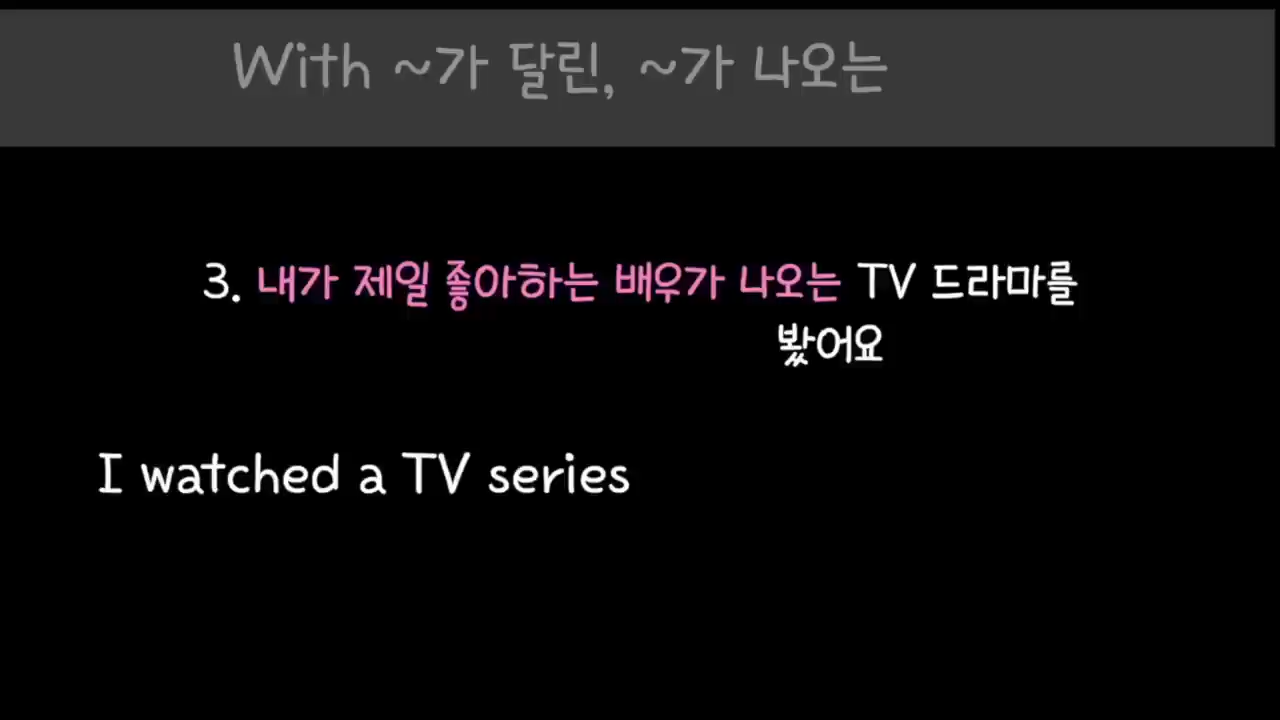 With ~가 달린, ~가 나오는
3. 내가 제일 좋아하는 배우가 나오는 TV 드라마를
봤어요
I watched a TV series